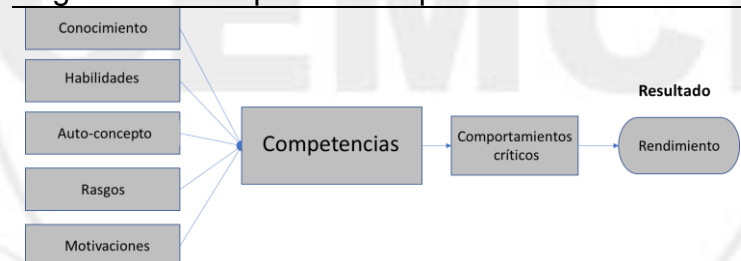 Conocimiento
Habilidades
Auto-concepto
Rasgos
Motivaciones
Competencias
Comportamientos
críticos
Resultado
Rendimiento